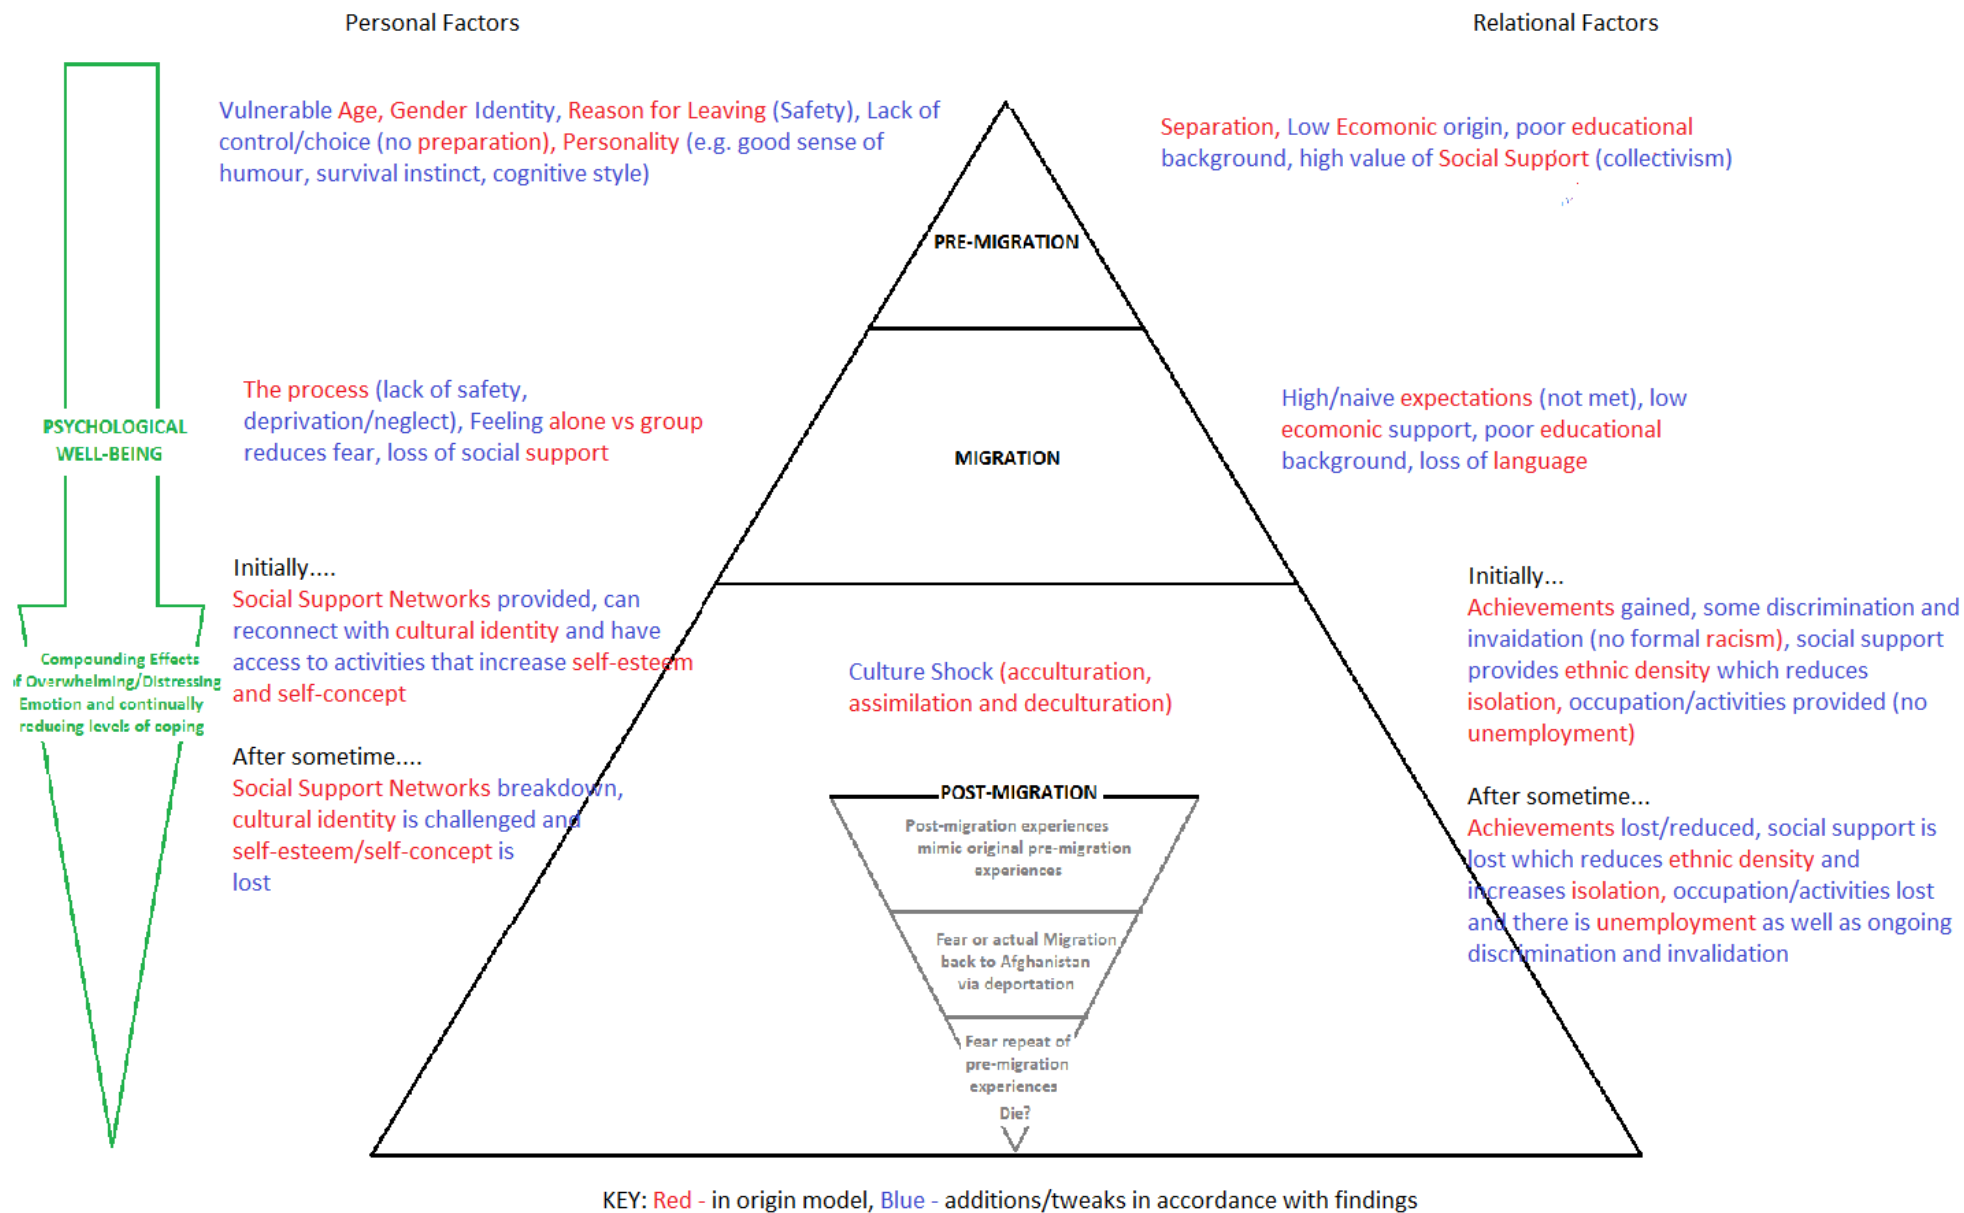 Personal Factors
Relational Factors
Vulnerable Age, Gender Identity, Reason for Leaving (Safety), Lack of
control/choice (no preparation), Personality (e.g. good sense of
humour, survival instinct, cognitive style)
Separation, Low Ecomonic origin, poor educational
background, high value of Social Support (collectivism)
PRE-MIGRATION
The process (lack of safety,
deprivation/neglect), Feeling alone vs group
reduces fear, loss of social support
High/naive expectations (not met), low
ecomonic support, poor educational
background, loss of language
PSYCHOLOGICAL
WELL-BEING
MIGRATION
Initially....
Social Support Networks provided, can
reconnect with cultural identity and have
access to activities that increase self-esteem
and self-concept
Initially...
Achievements gained, some discrimination and
invaidation (no formal racism), social support
provides ethnic density which reduces
isolation, occupation/activities provided (no
unemployment)
Compounding Effects
of Overwhelming/Distressing
Emotion and continually
reducing levels of coping
Culture Shock (acculturation,
assimilation and deculturation)
After sometime....
Social Support Networks breakdown,
cultural identity is challenged and
self-esteem/self-concept is
lost
After sometime...
Achievements lost/reduced, social support is
lost which reduces ethnic density and
increases isolation, occupation/activities lost
and there is unemployment as well as ongoing
discrimination and invalidation
POST-MIGRATION
Post-migration experiences
mimic original pre-migration
experiences
Fear or actual Migration
back to Afghanistan
via deportation
Fear repeat of
pre-migration
experiences
Die?
KEY: Red - in origin model, Blue - additions/tweaks in accordance with findings